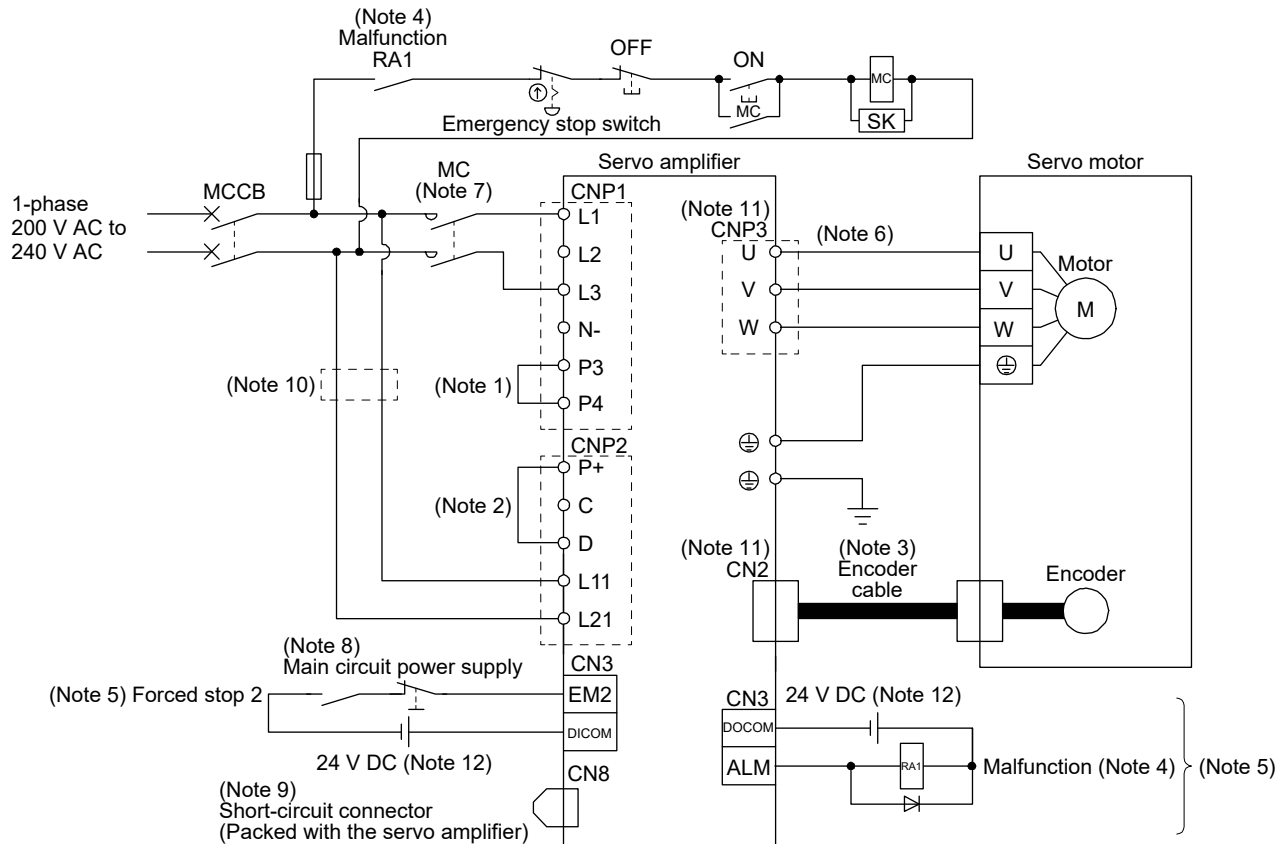 (Note 4)
Malfunction
RA1
OFF
ON
MC
MC
SK
Emergency stop switch
Servo amplifier
Servo motor
1-phase
200 V AC to
240 V AC
MCCB
MC
(Note 7)
CNP1
L1
L2
L3
N-
P3
P4
(Note 1)
(Note 10)
(Note 11)
CNP3
U
V
W
(Note 6)
U
V
W
Motor
M
CNP2
P+
C
D
L11
L21
(Note 2)
(Note 11)
CN2
(Note 3)
Encoder
cable
Encoder
(Note 8)
Main circuit power supply
(Note 5) Forced stop 2
24 V DC (Note 12)
CN3
EM2
DICOM
CN8
(Note 9)
Short-circuit connector
(Packed with the servo amplifier)
CN3
DOCOM
ALM
24 V DC (Note 12)
RA1
Malfunction (Note 4)
(Note 5)